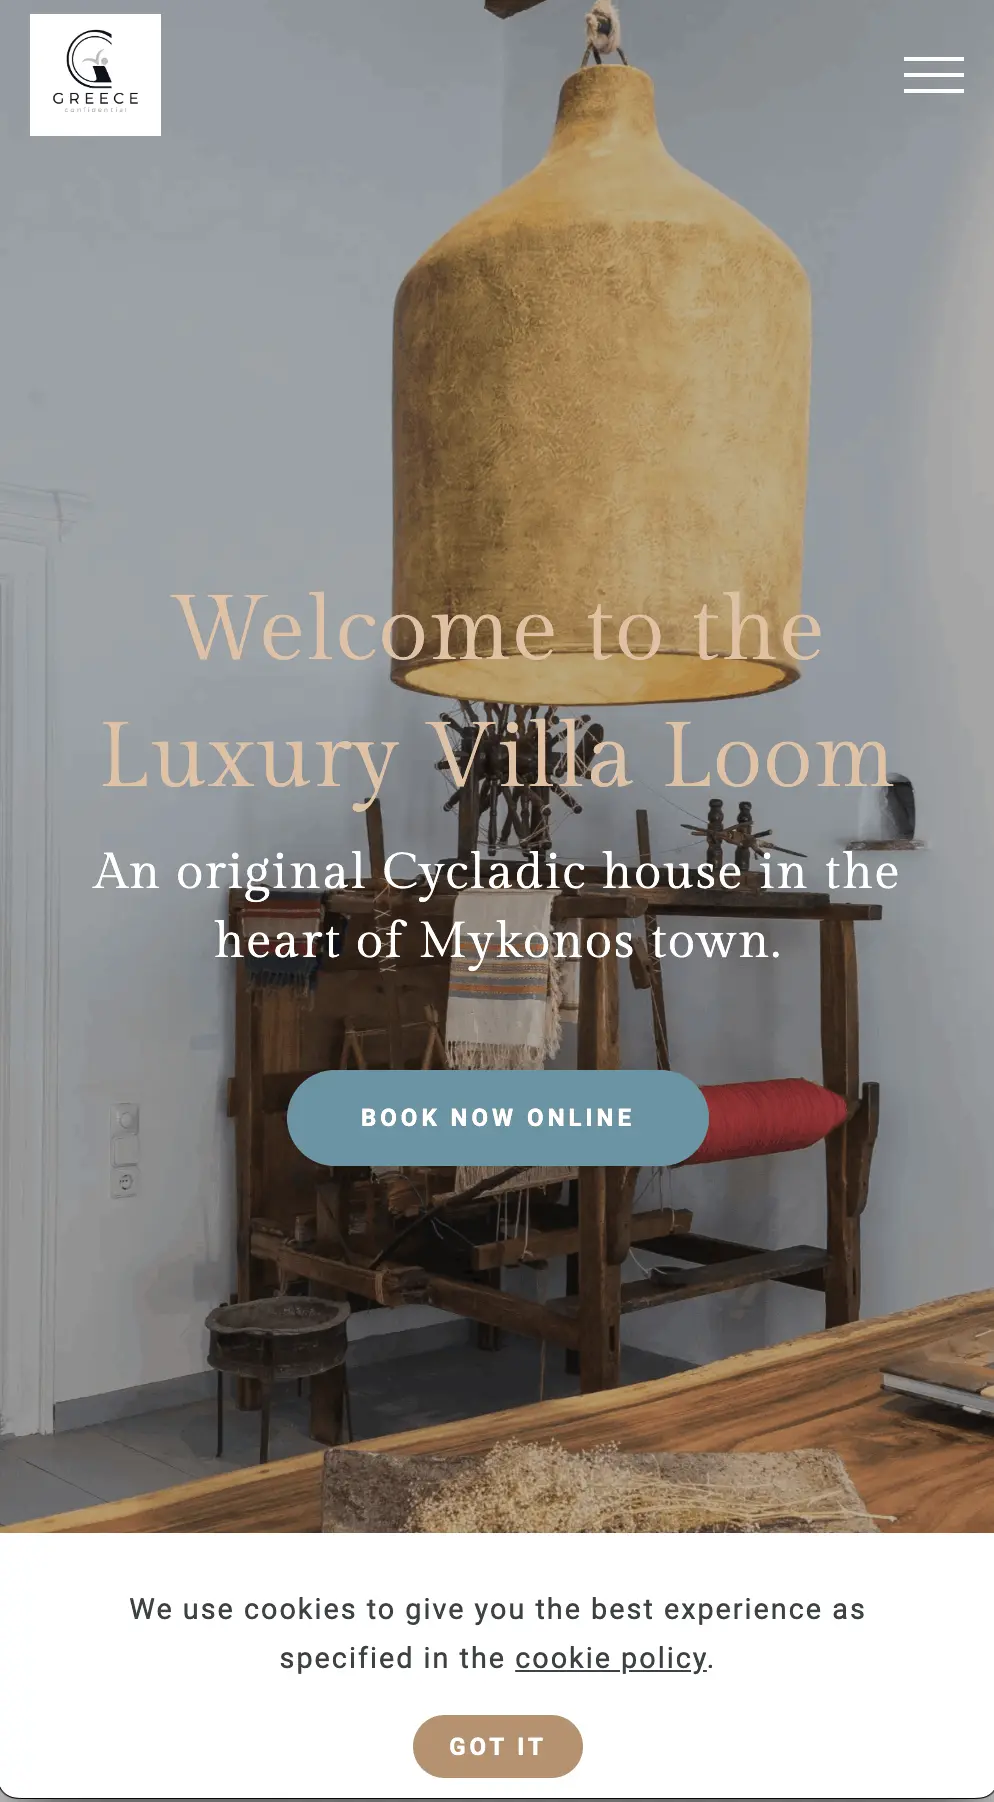 GREECE
confidential
Welcome to the
Luxury Villa Loom
An original Cycladic house in the
heart of Mykonos town.
BOOK NOW ONLINE
We use cookies to give you the best experience as
specified in the cookie policy.
GOT IT